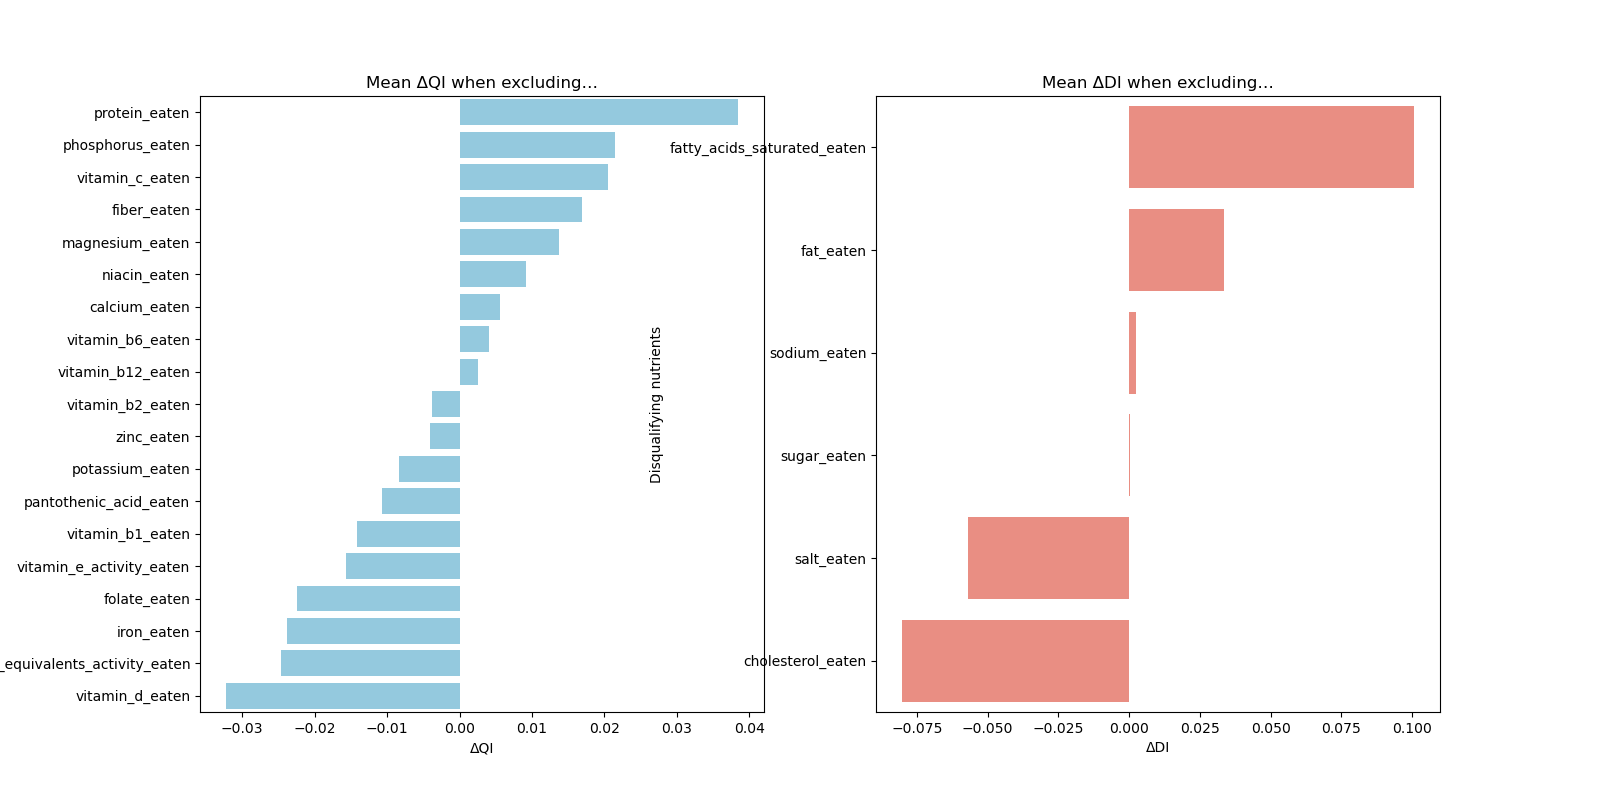 Mean ΔQI when excluding...
protein_eaten
phosphorus_eaten
vitamin_c_eaten
fiber_eaten
magnesium_eaten
niacin_eaten
calcium_eaten
vitamin_b6_eaten
vitamin_b12_eaten
vitamin_b2_eaten
zinc_eaten
potassium_eaten
pantothenic_acid_eaten
vitamin_b1_eaten
vitamin_e_activity_eaten
folate_eaten
iron_eaten
_equivalents_activity_eaten
vitamin_d_eaten
−0.03 −0.02 −0.01 0.00 0.01 0.02 0.03 0.04
ΔQI
Mean ΔDI when excluding...
Disqualifying nutrients
fatty_acids_saturated_eaten
fat_eaten
sodium_eaten
sugar_eaten
salt_eaten
cholesterol_eaten
−0.075 −0.050 −0.025 0.000 0.025 0.050 0.075 0.100
ΔDI